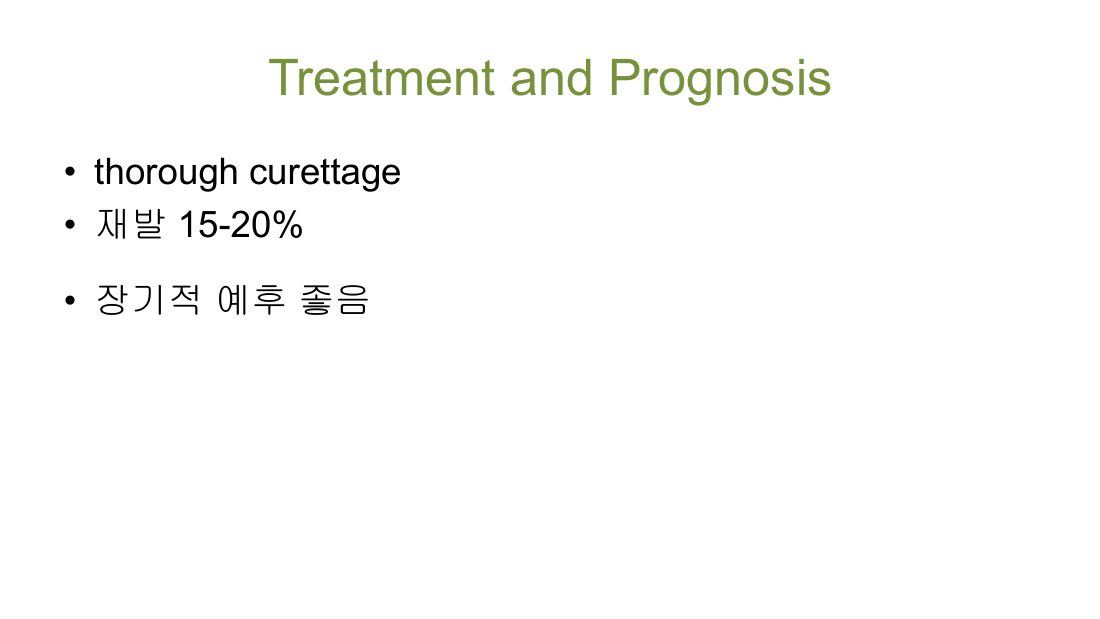 Treatment and Prognosis
• thorough curettage
• 재발 15-20%
• 장기적 예후 좋음